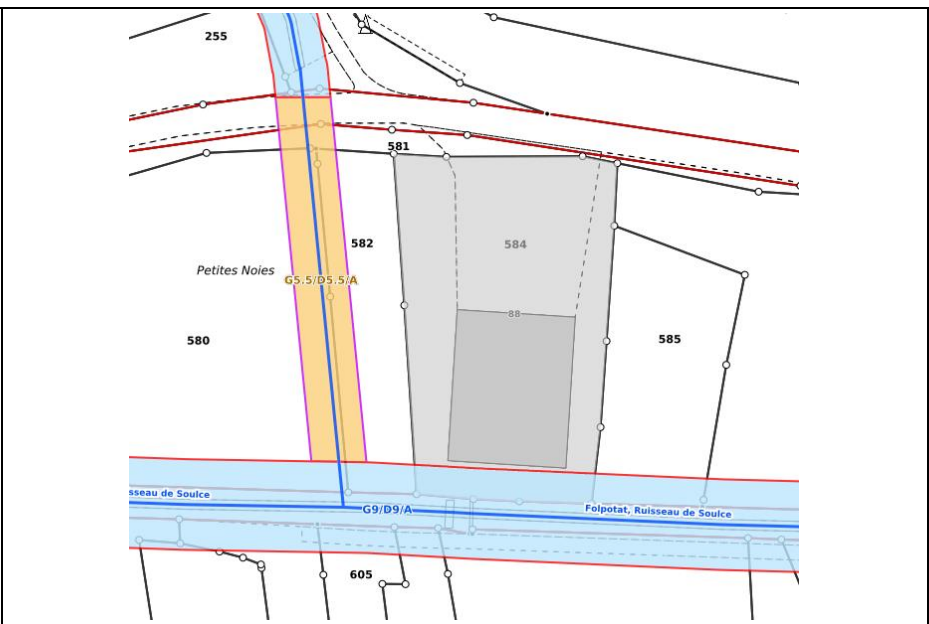 255
581
582
584
Petites Noies
G5.5/D5.5/A
88
580
585
sseau de Soulce
G9/D9/A
Folpotat, Ruisseau de Soulce
605